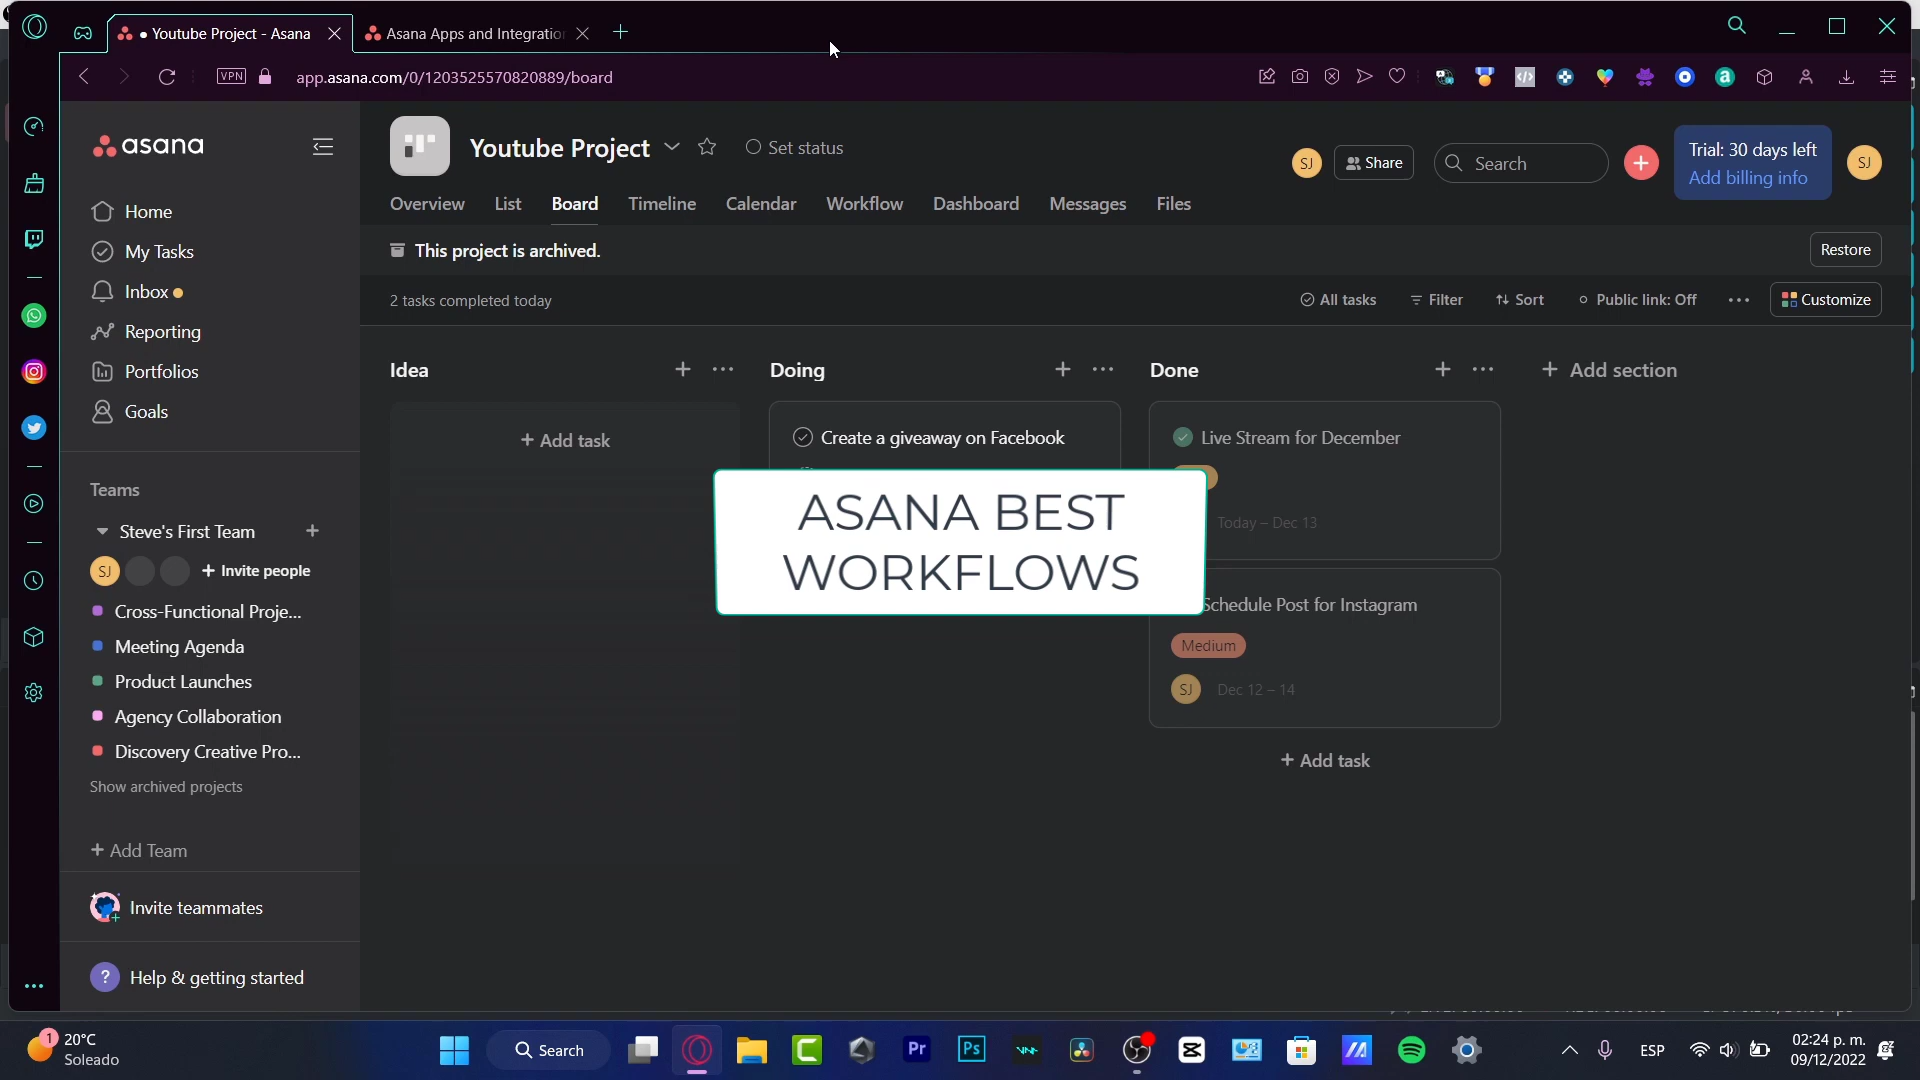 Youtube Project - Asana
Asana Apps and Integratio
VPN
app.asana.com/0/1203525570820889/board
asana
Home
My Tasks
Inbox
Reporting
Portfolios
Goals
Teams
Steve's First Team
SJ
+ Invite people
Cross-Functional Proje...
Meeting Agenda
Product Launches
Agency Collaboration
Discovery Creative Pro...
Show archived projects
+ Add Team
Invite teammates
? Help & getting started
Youtube Project
Set status
SJ
Share
Search
Trial: 30 days left
Add billing info
SJ
Overview
List
Board
Timeline
Calendar
Workflow
Dashboard
Messages
Files
This project is archived.
Restore
2 tasks completed today
All tasks
Filter
Sort
Public link: Off
Customize
Idea
+ Add task
Doing
Create a giveaway on Facebook
Done
Live Stream for December
Today – Dec 13
Schedule Post for Instagram
Medium
SJ
Dec 12 – 14
+ Add task
+ Add section
ASANA BEST
WORKFLOWS
1
20°C
Soleado
Search
Pr
Ps
ESP
02:24 p. m.
09/12/2022